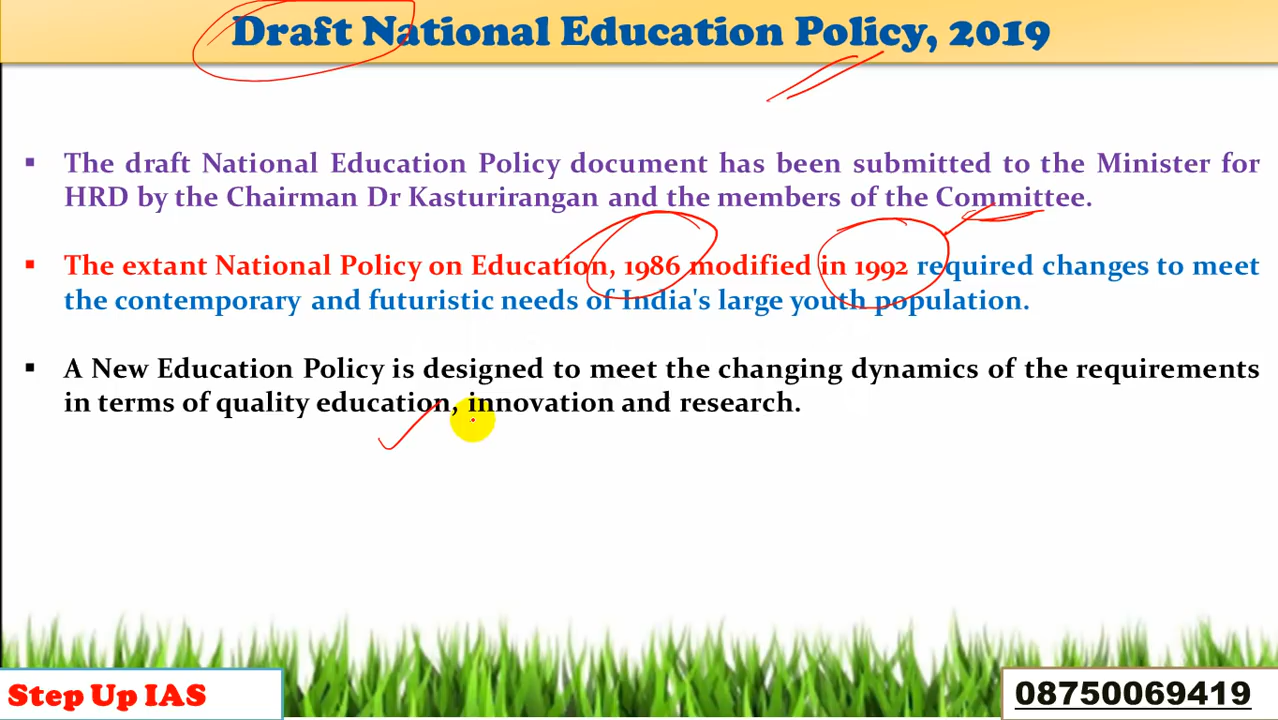 Draft National Education Policy, 2019
▪ The draft National Education Policy document has been submitted to the Minister for
HRD by the Chairman Dr Kasturirangan and the members of the Committee.
▪ The extant National Policy on Education, 1986 modified in 1992 required changes to meet
the contemporary and futuristic needs of India's large youth population.
▪ A New Education Policy is designed to meet the changing dynamics of the requirements
in terms of quality education, innovation and research.
Step Up IAS
08750069419